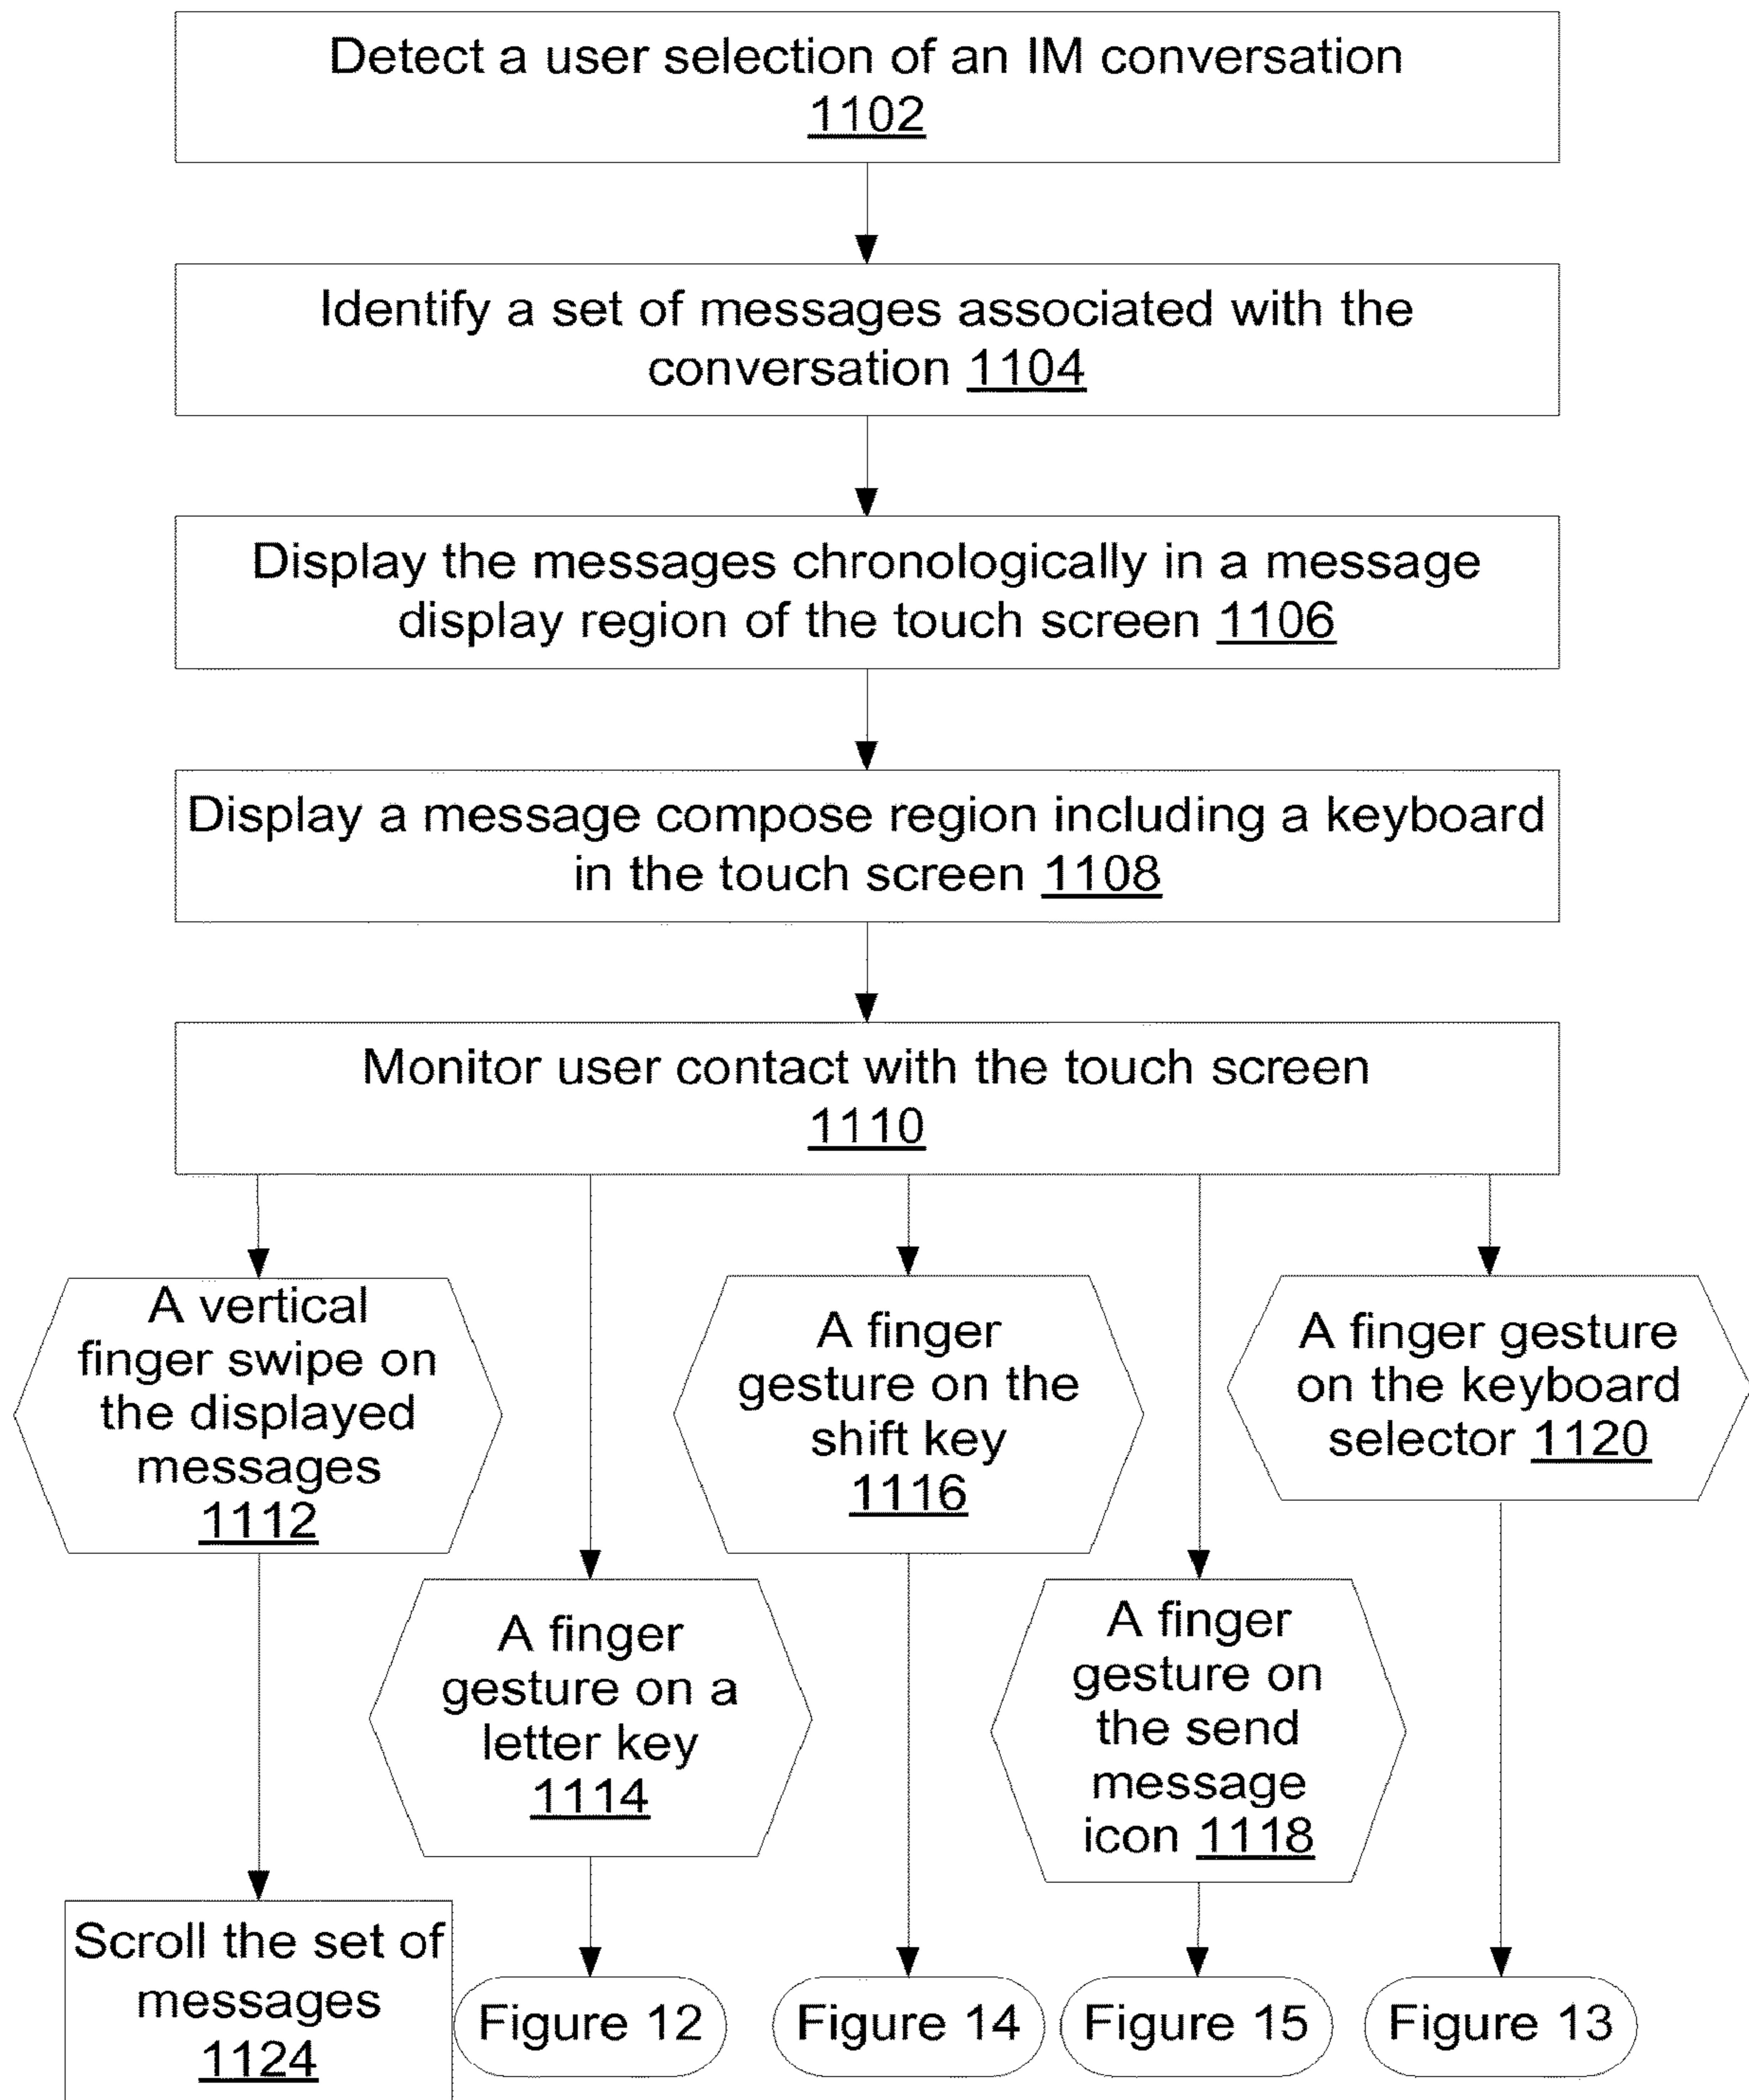 Detect a user selection of an IM conversation
1102
Identify a set of messages associated with the
conversation 1104
Display the messages chronologically in a message
display region of the touch screen 1106
Display a message compose region including a keyboard
in the touch screen 1108
Monitor user contact with the touch screen
1110
A vertical
finger swipe on
the displayed
messages
1112
A finger
gesture on a
letter key
1114
A finger
gesture on the
shift key
1116
A finger
gesture on
the send
message
icon 1118
A finger gesture
on the keyboard
selector 1120
Scroll the set of
messages
1124
Figure 12
Figure 14
Figure 15
Figure 13